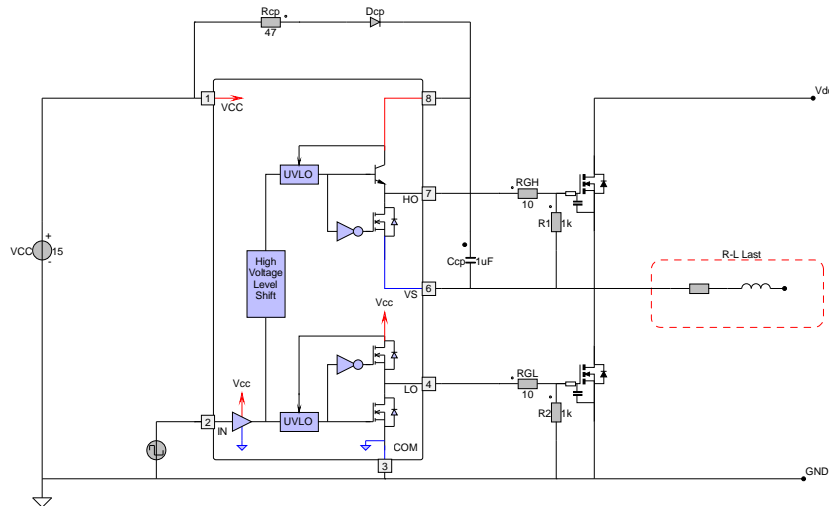 Rcp
Dcp
47
1
VCC
8
Vdc
UVLO
7
HO
RGH
10
R1
1k
VCC
15
+
-
High
Voltage
Level
Shift
Ccp
1uF
R-L Last
VS
6
Vcc
Vcc
LO
4
RGL
10
R2
1k
2
IN
UVLO
COM
3
GND